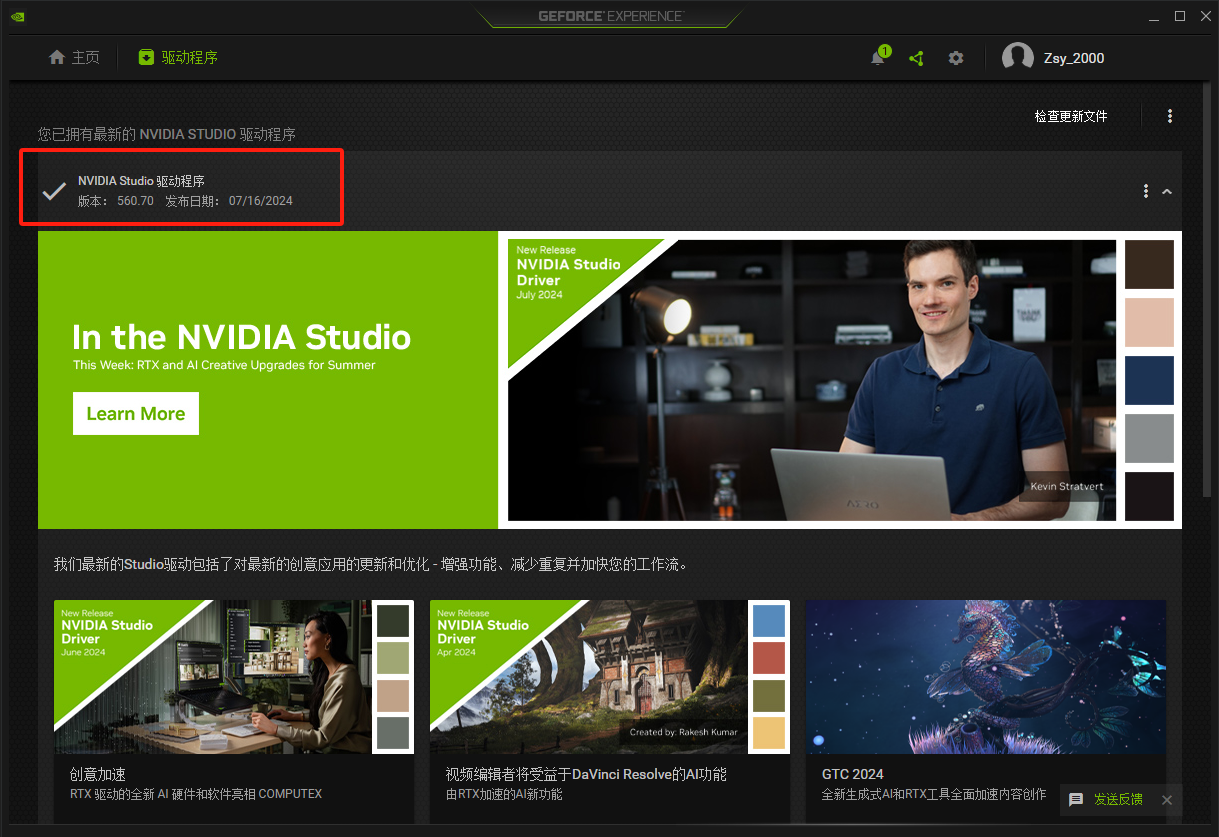 GEFORCE® EXPERIENCE™
主页
驱动程序
1
Zsy_2000
检查更新文件
您已拥有最新的 NVIDIA STUDIO 驱动程序
NVIDIA Studio 驱动程序
版本： 560.70 发布日期： 07/16/2024
In the NVIDIA Studio
This Week: RTX and AI Creative Upgrades for Summer
Learn More
New Release
NVIDIA Studio
Driver
July 2024
Kevin Stratvert
我们最新的Studio驱动包括了对最新的创意应用的更新和优化 - 增强功能、减少重复并加快您的工作流。
New Release
NVIDIA Studio
Driver
June 2024
New Release
NVIDIA Studio
Driver
Apr 2024
Created by: Rakesh Kumar
创意加速
RTX 驱动的全新 AI 硬件和软件亮相 COMPUTEX
视频编辑者将受益于DaVinci Resolve的AI功能
由RTX加速的AI新功能
GTC 2024
全新生成式AI和RTX工具全面加速内容创作
发送反馈